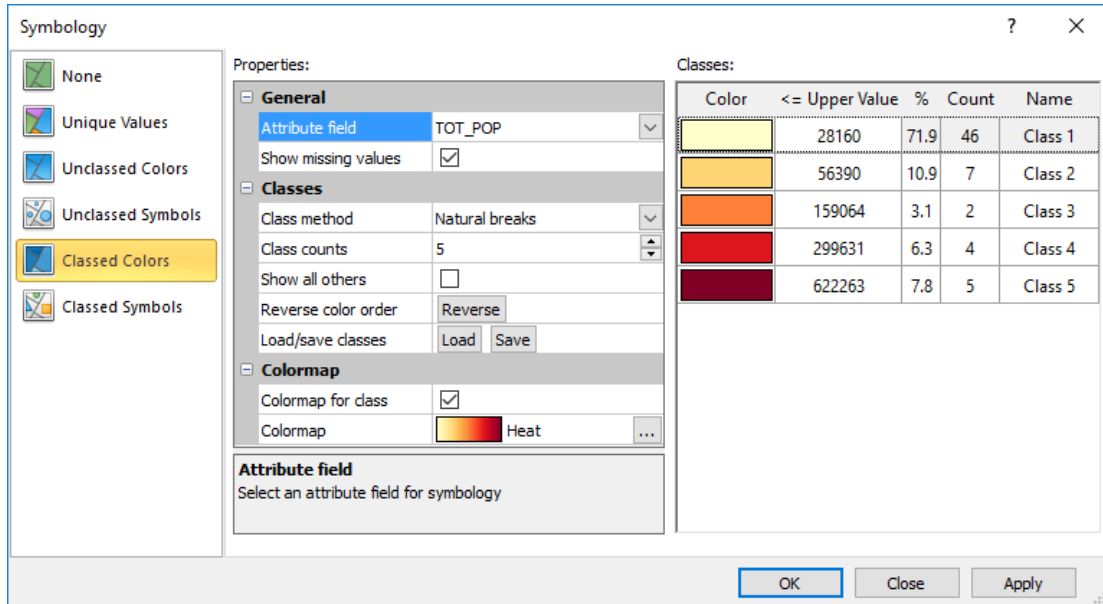 Symbology
?
None
Unique Values
Unclassed Colors
Unclassed Symbols
Classed Colors
Classed Symbols
Properties:
General
Attribute field TOT_POP
Show missing values
Classes
Class method Natural breaks
Class counts 5
Show all others
Reverse color order Reverse
Load/save classes Load Save
Colormap
Colormap for class
Colormap Heat ...
Attribute field
Select an attribute field for symbology
Classes:
Color <= Upper Value % Count Name
28160 71.9 46 Class 1
56390 10.9 7 Class 2
159064 3.1 2 Class 3
299631 6.3 4 Class 4
622263 7.8 5 Class 5
OK Close Apply